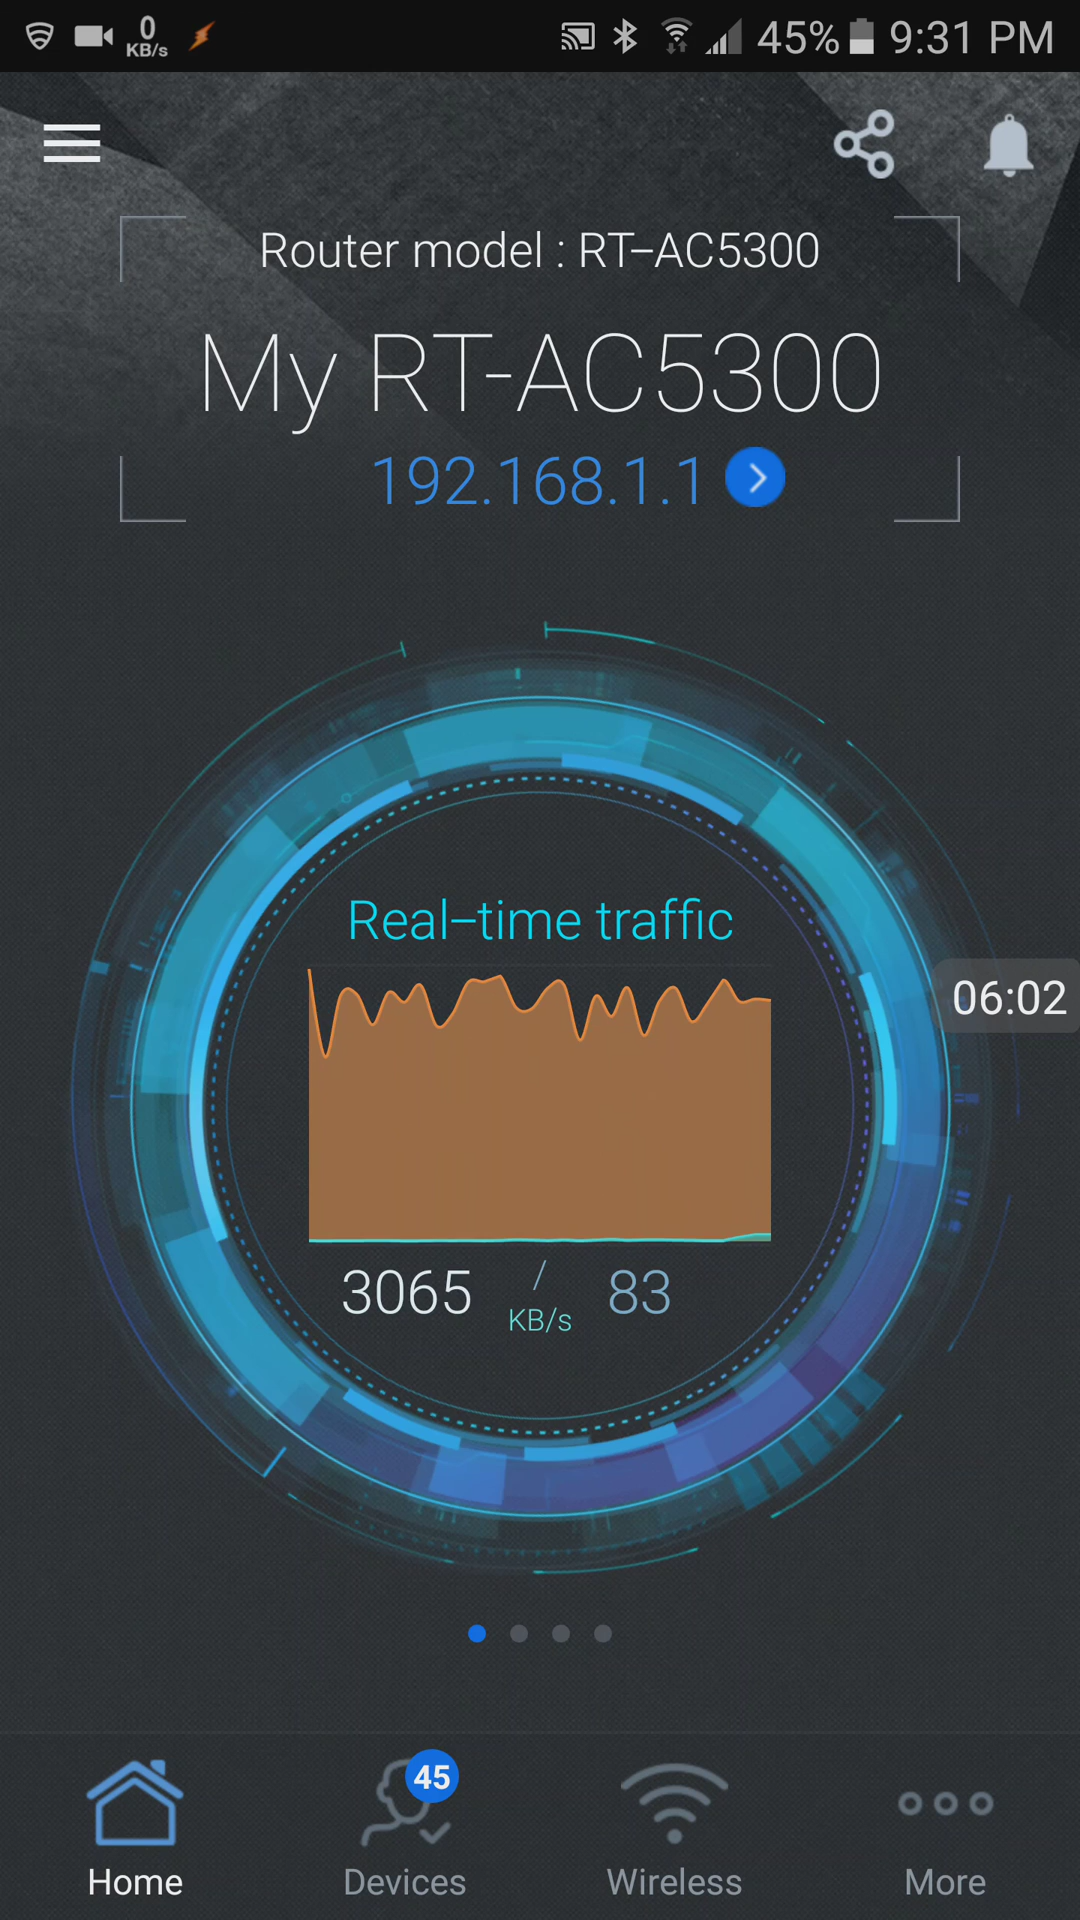 0
KB/s
45% 9:31 PM
Router model : RT-AC5300
My RT-AC5300
192.168.1.1
Real-time traffic
06:02
3065 / 83
KB/s
45
Home Devices Wireless More